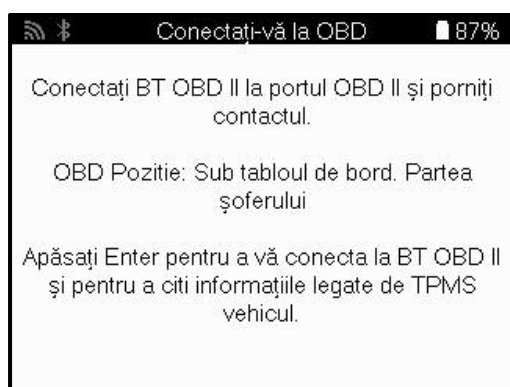 Conectați-vă la OBD 87%
Conectați BT OBD II la portul OBD II și porniți
contactul.
OBD Pozitie: Sub tabloul de bord. Partea
șoferului
Apăsați Enter pentru a vă conecta la BT OBD II
și pentru a citi informațiile legate de TPMS
vehicul.